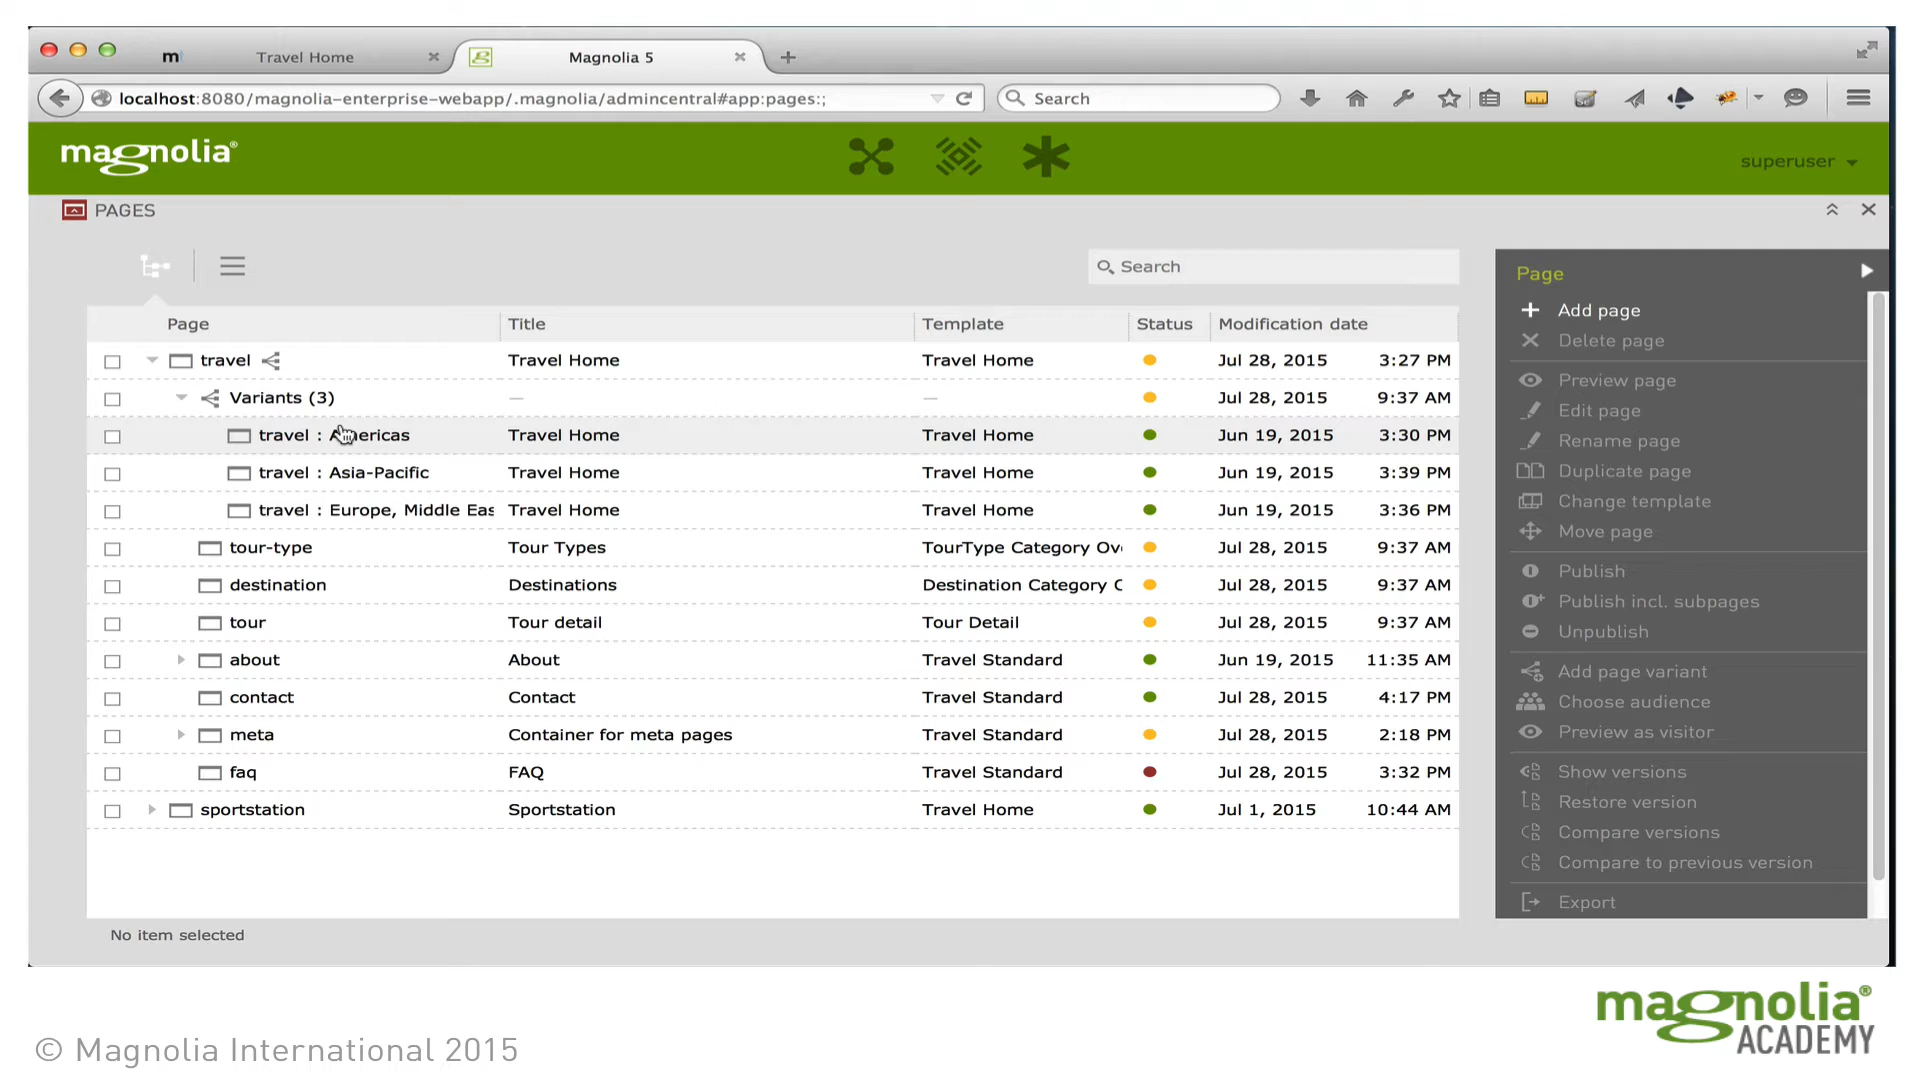 m Travel Home Magnolia 5
localhost:8080/magnolia-enterprise-webapp/.magnolia/admincentral#app:pages:; Search
magnolia® superuser
PAGES
Search
Page Title Template Status Modification date
travel Travel Home Travel Home Jul 28, 2015 3:27 PM
Variants (3) — — Jul 28, 2015 9:37 AM
travel : Americas Travel Home Travel Home Jun 19, 2015 3:30 PM
travel : Asia-Pacific Travel Home Travel Home Jun 19, 2015 3:39 PM
travel : Europe, Middle Eas Travel Home Travel Home Jun 19, 2015 3:36 PM
tour-type Tour Types TourType Category Ov Jul 28, 2015 9:37 AM
destination Destinations Destination Category Jul 28, 2015 9:37 AM
tour Tour detail Tour Detail Jul 28, 2015 9:37 AM
about About Travel Standard Jun 19, 2015 11:35 AM
contact Contact Travel Standard Jul 28, 2015 4:17 PM
meta Container for meta pages Travel Standard Jul 28, 2015 2:18 PM
faq FAQ Travel Standard Jul 28, 2015 3:32 PM
sportstation Sportstation Travel Home Jul 1, 2015 10:44 AM
No item selected
Page
Add page
Delete page
Preview page
Edit page
Rename page
Duplicate page
Change template
Move page
Publish
Publish incl. subpages
Unpublish
Add page variant
Choose audience
Preview as visitor
Show versions
Restore version
Compare versions
Compare to previous version
Export
© Magnolia International 2015
magnolia®
ACADEMY